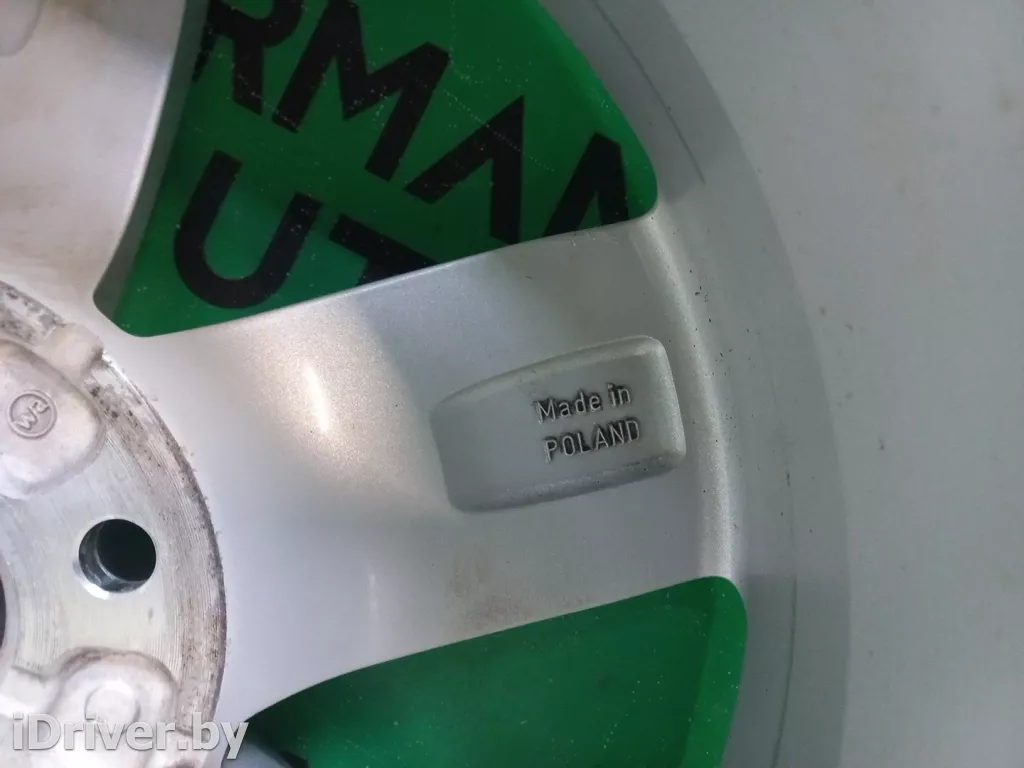 RMAN
UT
Made in
POLAND
iDriver.by